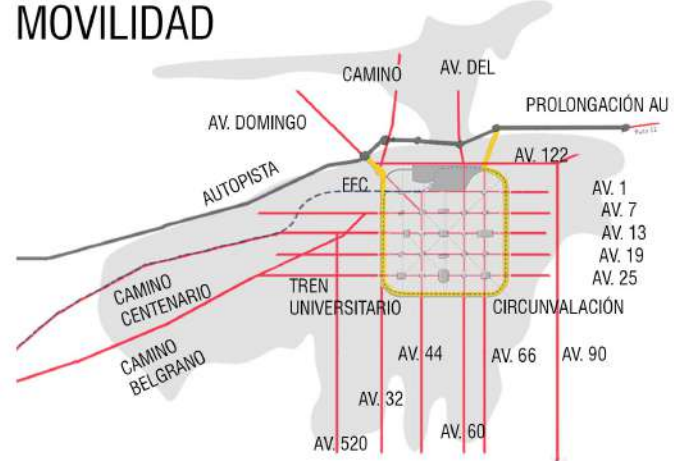 MOVILIDAD
CAMINO
AV. DEL
AV. DOMINGO
PROLONGACIÓN AU
AV. 122
AUTOPISTA
EFC
AV. 1
AV. 7
AV. 13
AV. 19
AV. 25
CAMINO
CENTENARIO
TREN
UNIVERSITARIO
CIRCUNVALACIÓN
CAMINO
BELGRANO
AV. 44
AV. 66
AV. 90
AV. 32
AV. 60
AV. 520